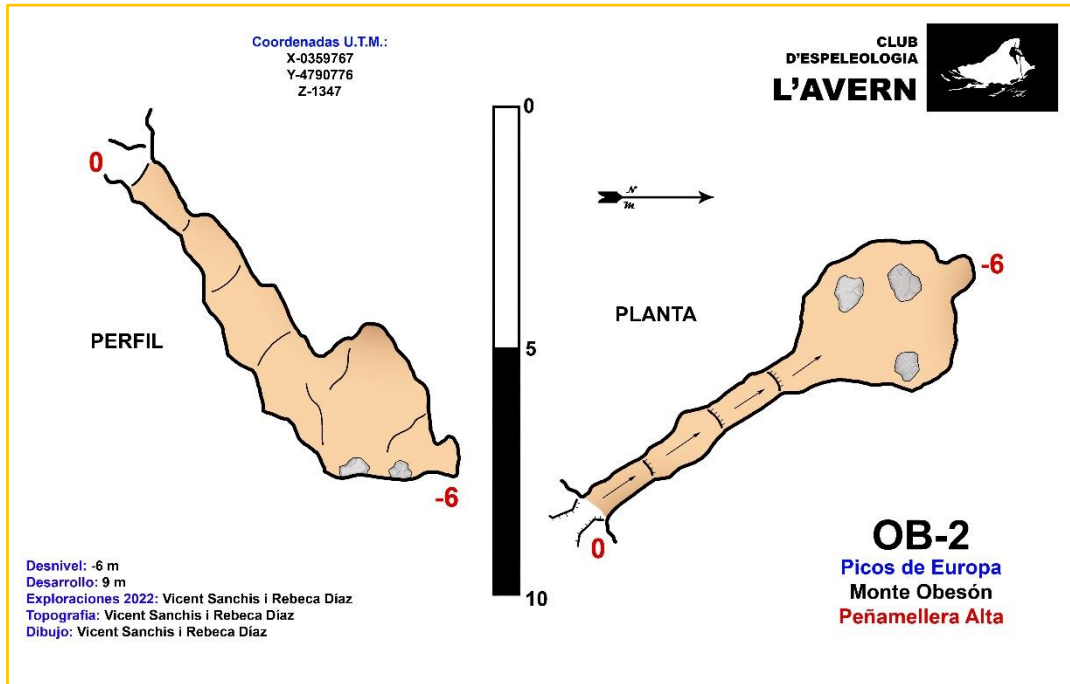 Coordenadas U.T.M.:
X-0359767
Y-4790776
Z-1347
CLUB
D'ESPELEOLOGIA
L'AVERN
0
0
N
m
-6
PERFIL
PLANTA
5
-6
0
10
OB-2
Picos de Europa
Monte Obesón
Peñamellera Alta
Desnivel: -6 m
Desarrollo: 9 m
Exploraciones 2022: Vicent Sanchis i Rebeca Díaz
Topografia: Vicent Sanchis i Rebeca Díaz
Dibujo: Vicent Sanchis i Rebeca Díaz